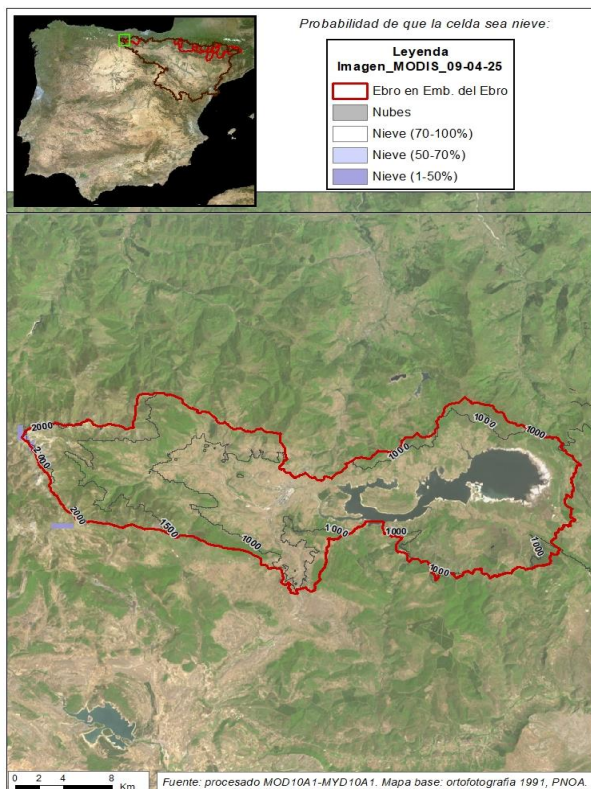 Probabilidad de que la celda sea nieve:
Leyenda
Imagen_MODIS_09-04-25
Ebro en Emb. del Ebro
Nubes
Nieve (70-100%)
Nieve (50-70%)
Nieve (1-50%)
2000
2000
2000
1500
1000
1000
1000
1000
1000
1000
1000
1000
0 2 4 8
Km
Fuente: procesado MOD10A1-MYD10A1. Mapa base: ortofotografía 1991, PNOA.